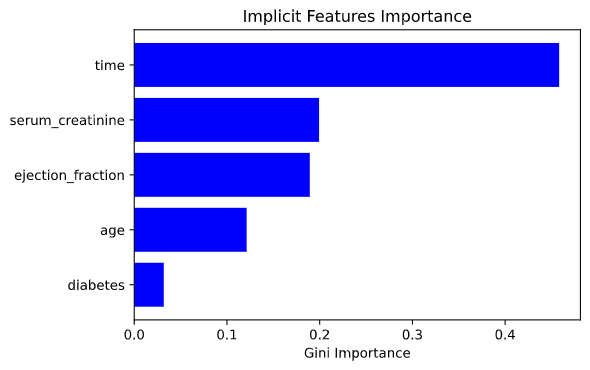 Implicit Features Importance
time
serum_creatinine
ejection_fraction
age
diabetes
0.0 0.1 0.2 0.3 0.4
Gini Importance